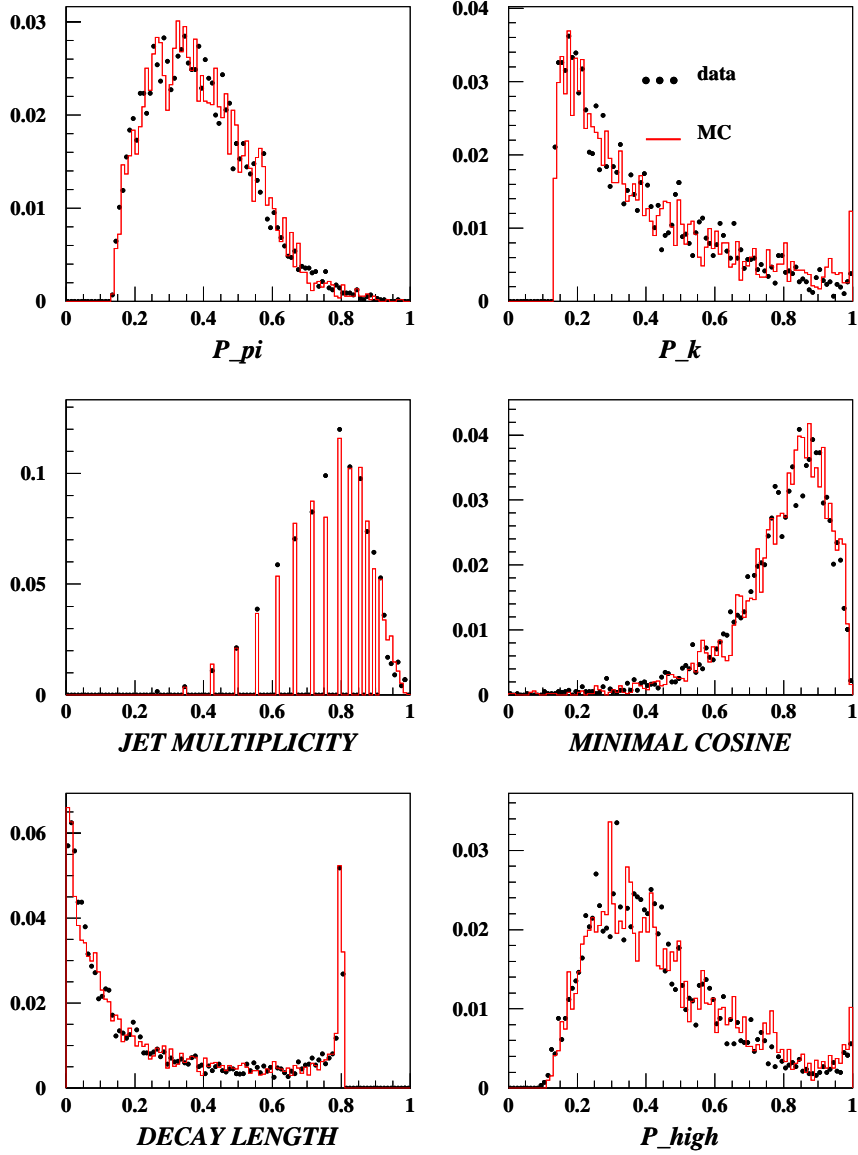 0.03
0.02
0.01
0
0 0.2 0.4 0.6 0.8 1
P_pi
0.04
0.03
0.02
0.01
0
data
MC
0 0.2 0.4 0.6 0.8 1
P_k
0.1
0.05
0
0 0.2 0.4 0.6 0.8 1
JET MULTIPLICITY
0.04
0.03
0.02
0.01
0
0 0.2 0.4 0.6 0.8 1
MINIMAL COSINE
0.06
0.04
0.02
0
0 0.2 0.4 0.6 0.8 1
DECAY LENGTH
0.03
0.02
0.01
0
0 0.2 0.4 0.6 0.8 1
P_high